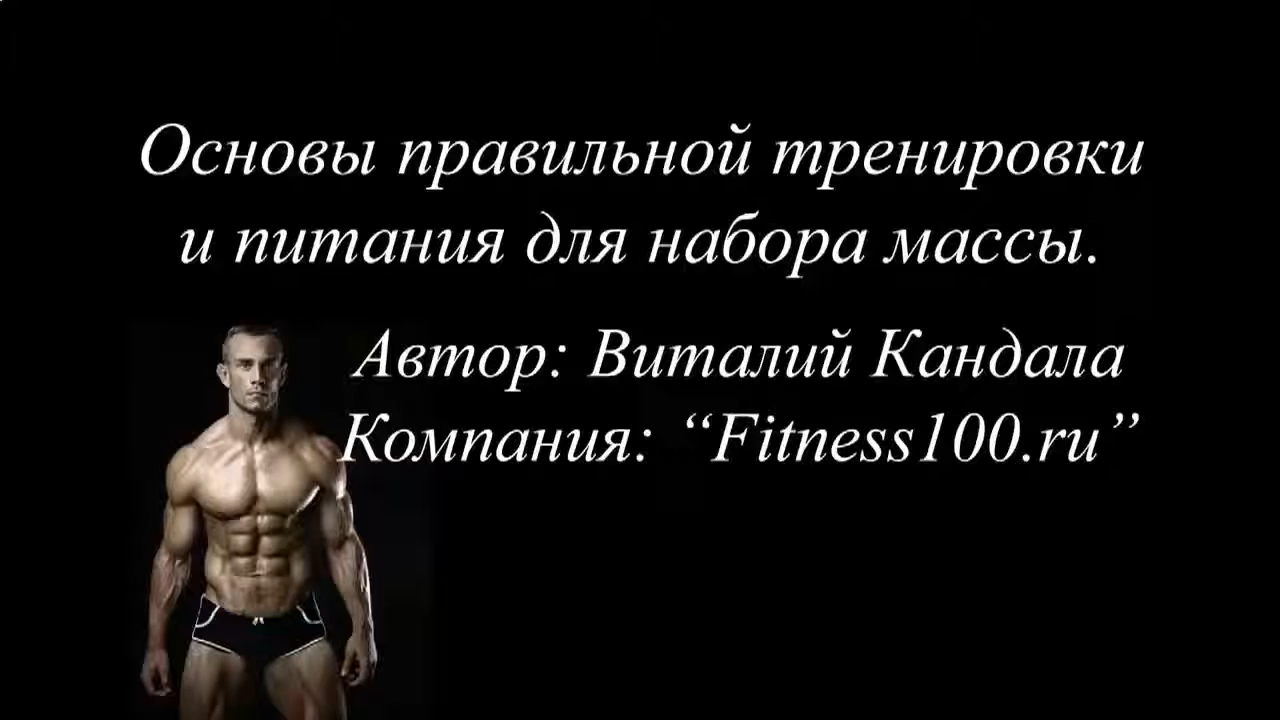 Основы правильной тренировки
и питания для набора массы.
Автор: Виталий Кандала
Компания: “Fitness100.ru”